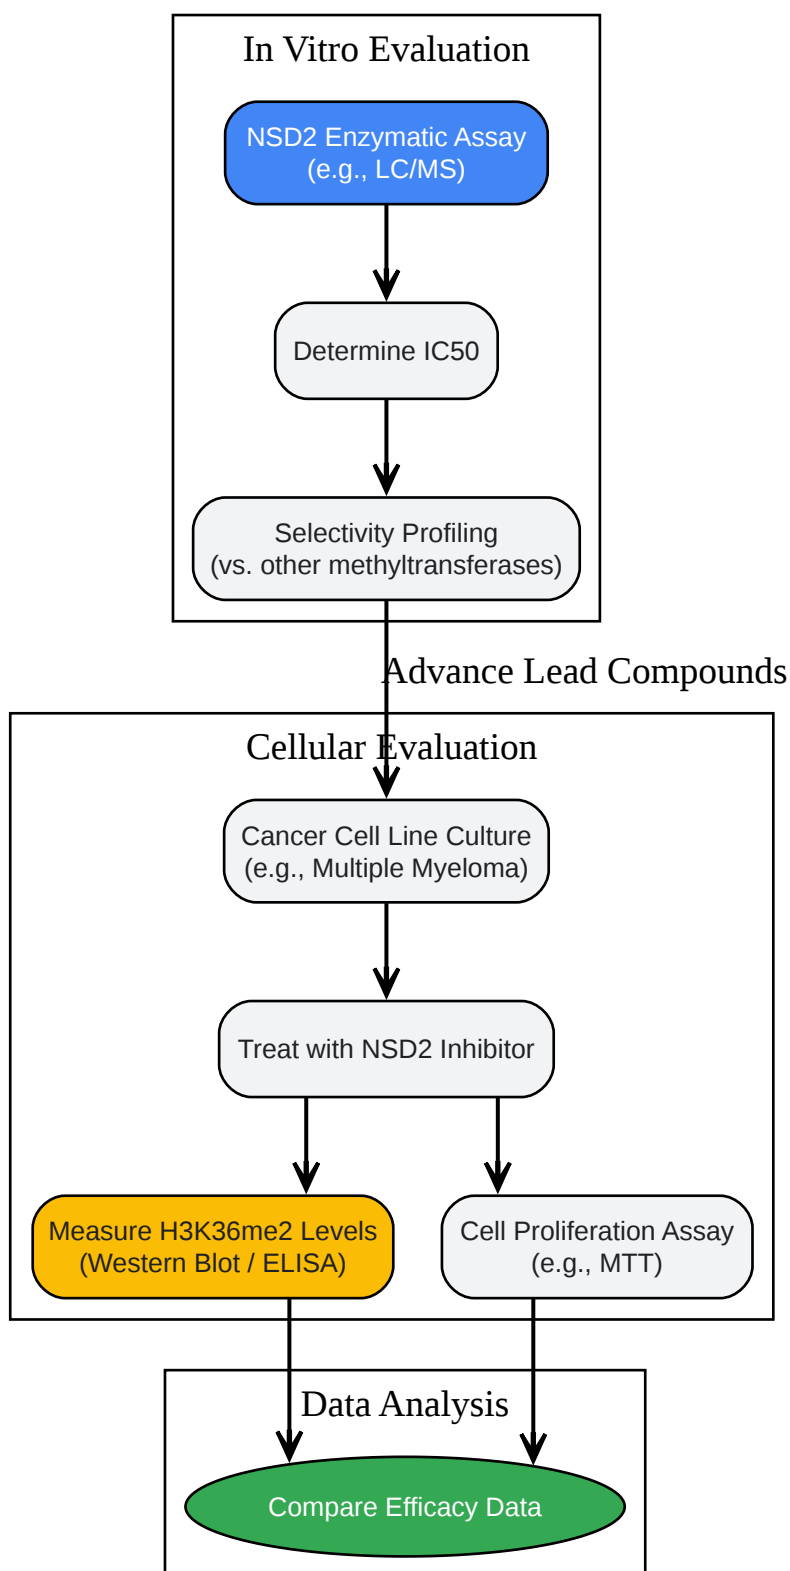 In Vitro Evaluation
NSD2 Enzymatic Assay
(e.g., LC/MS)
Determine IC50
Selectivity Profiling
(vs. other methyltransferases)
Advance Lead Compounds
Cellular Evaluation
Cancer Cell Line Culture
(e.g., Multiple Myeloma)
Treat with NSD2 Inhibitor
Measure H3K36me2 Levels
(Western Blot / ELISA)
Cell Proliferation Assay
(e.g., MTT)
Data Analysis
Compare Efficacy Data